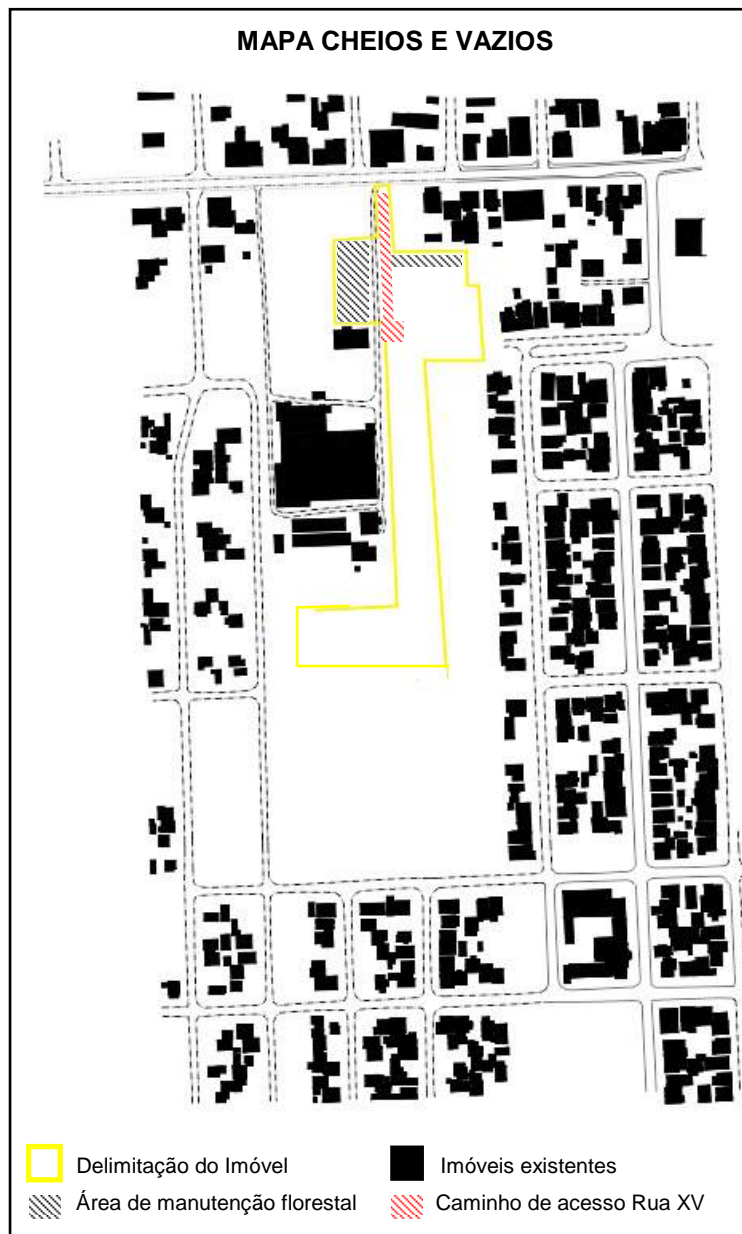 MAPA CHEIOS E VAZIOS
Delimitação do Imóvel
Imóveis existentes
Área de manutenção florestal
Caminho de acesso Rua XV